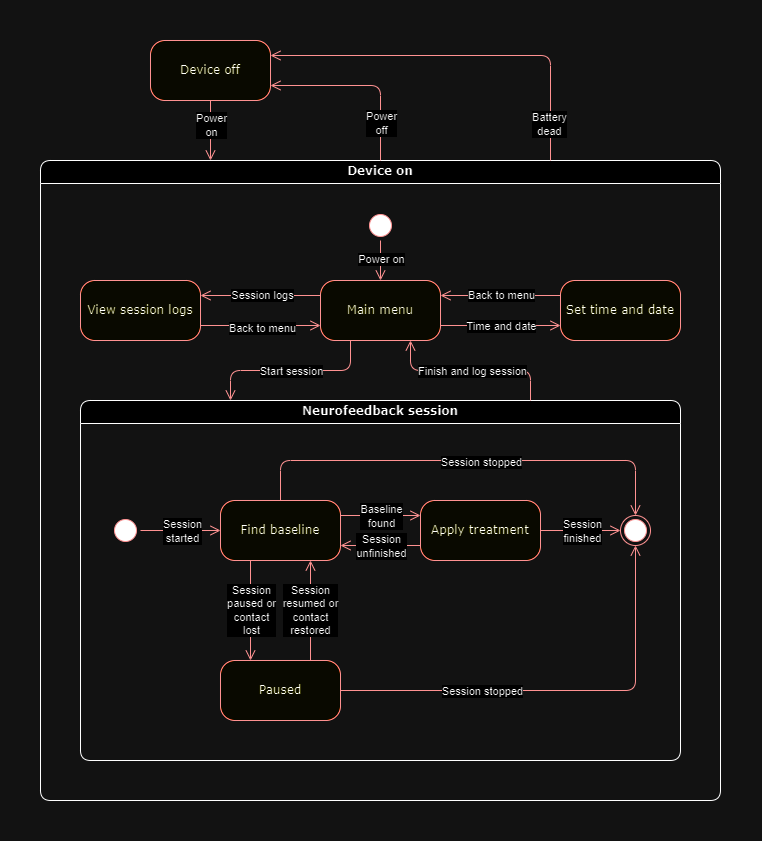 Device off
Power
on
Power
off
Battery
dead
Device on
Power on
View session logs
Session logs
Back to menu
Main menu
Back to menu
Time and date
Set time and date
Start session
Finish and log session
Neurofeedback session
Session stopped
Session
started
Find baseline
Baseline
found
Session
unfinished
Apply treatment
Session
finished
Session
paused or
contact
lost
Session
resumed or
contact
restored
Paused
Session stopped